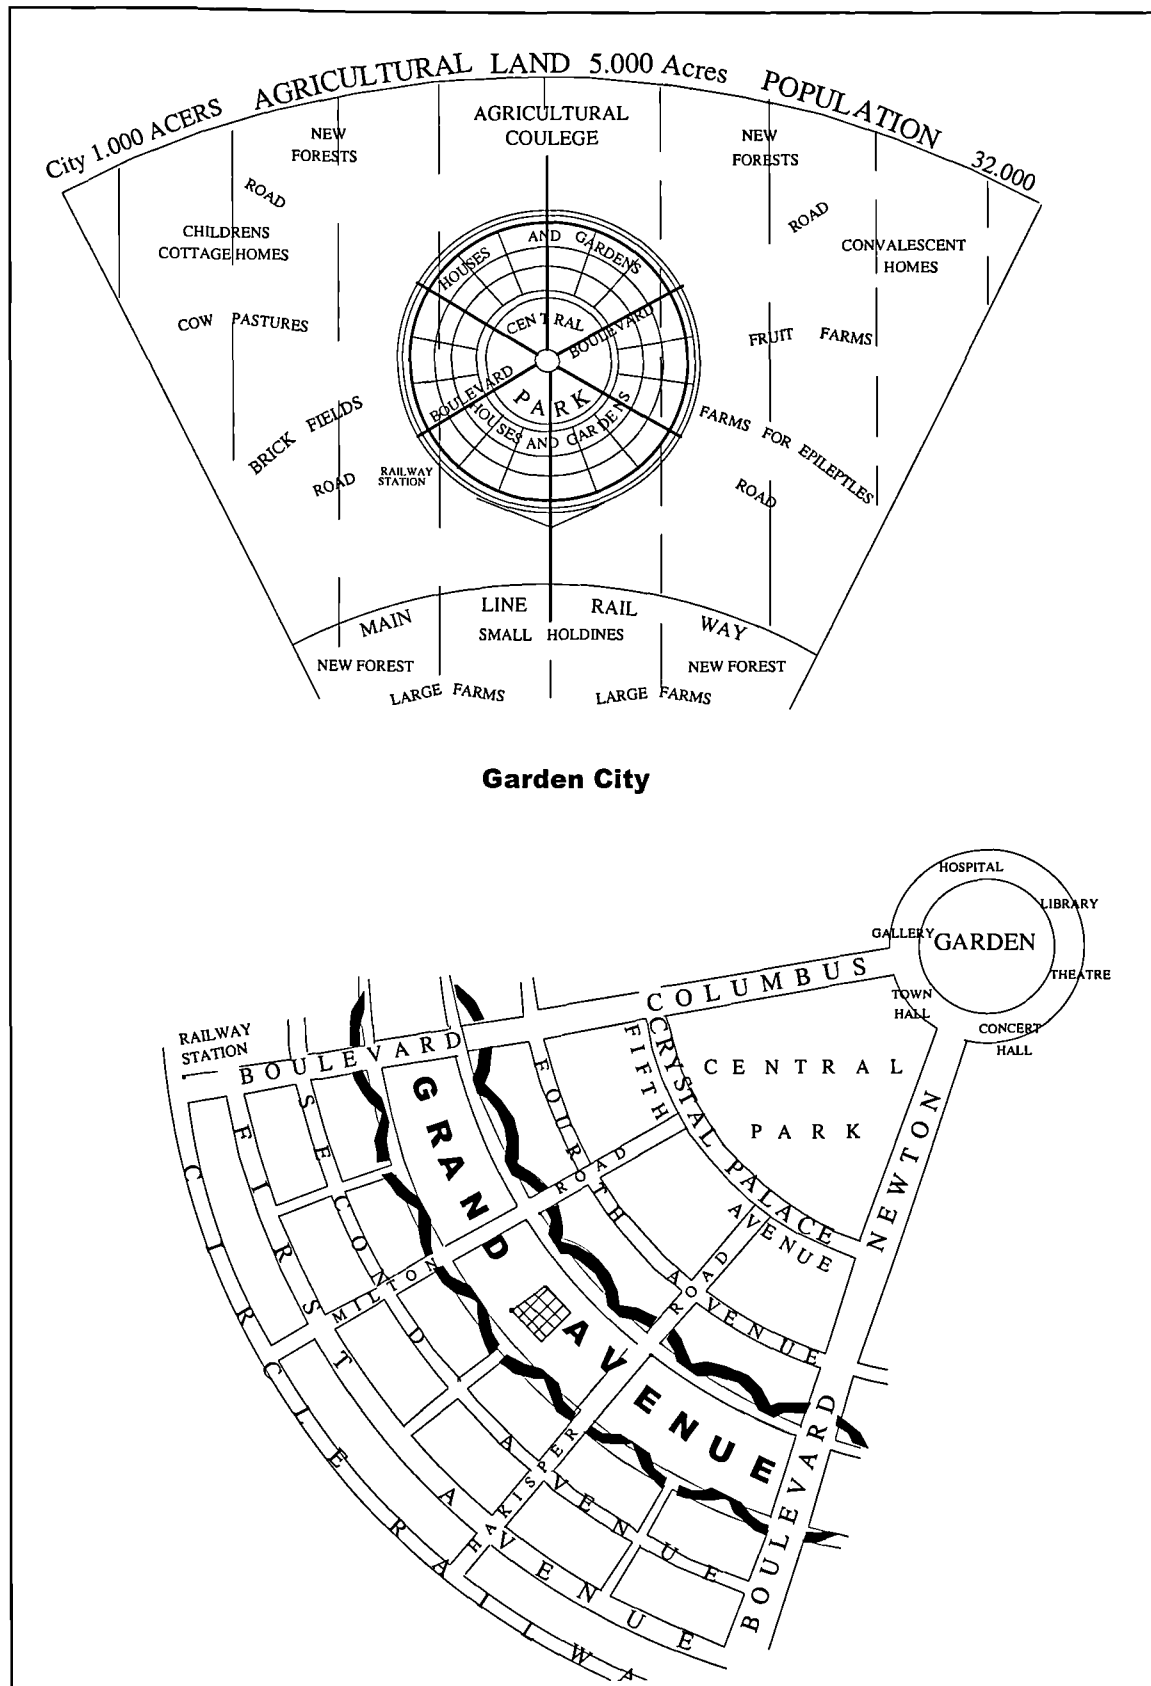 City 1.000 ACERS AGRICULTURAL LAND 5.000 Acres POPULATION 32.000
AGRICULTURAL
COULEGE
NEW
FORESTS
NEW
FORESTS
ROAD
ROAD
CHILDRENS
COTTAGE HOMES
CONVALESCENT
HOMES
HOUSES AND GARDENS
COW PASTURES
CENTRAL
BOULEVARD
FRUIT FARMS
BOULEVARD
PARK
HOUSES AND GARDENS
BRICK FIELDS
FARMS FOR EPILEPTLES
ROAD
RAILWAY
STATION
ROAD
MAIN LINE RAIL WAY
SMALL HOLDINES
NEW FOREST
NEW FOREST
LARGE FARMS
LARGE FARMS
Garden City
HOSPITAL
LIBRARY
GALLERY
GARDEN
THEATRE
TOWN
HALL
CONCERT
HALL
COLUMBUS
BOULEVARD
RAILWAY
STATION
CENTRAL
PARK
CRYSTAL PALACE
FIFTH
AVENUE
NEWTON
BOULEVARD
FOURTH AVENUE
GRAND AVENUE
ROAD
MILTON
ROAD
HAKISPER
SECOND AVENUE
FIRST AVENUE
CIRCLE RAILWA